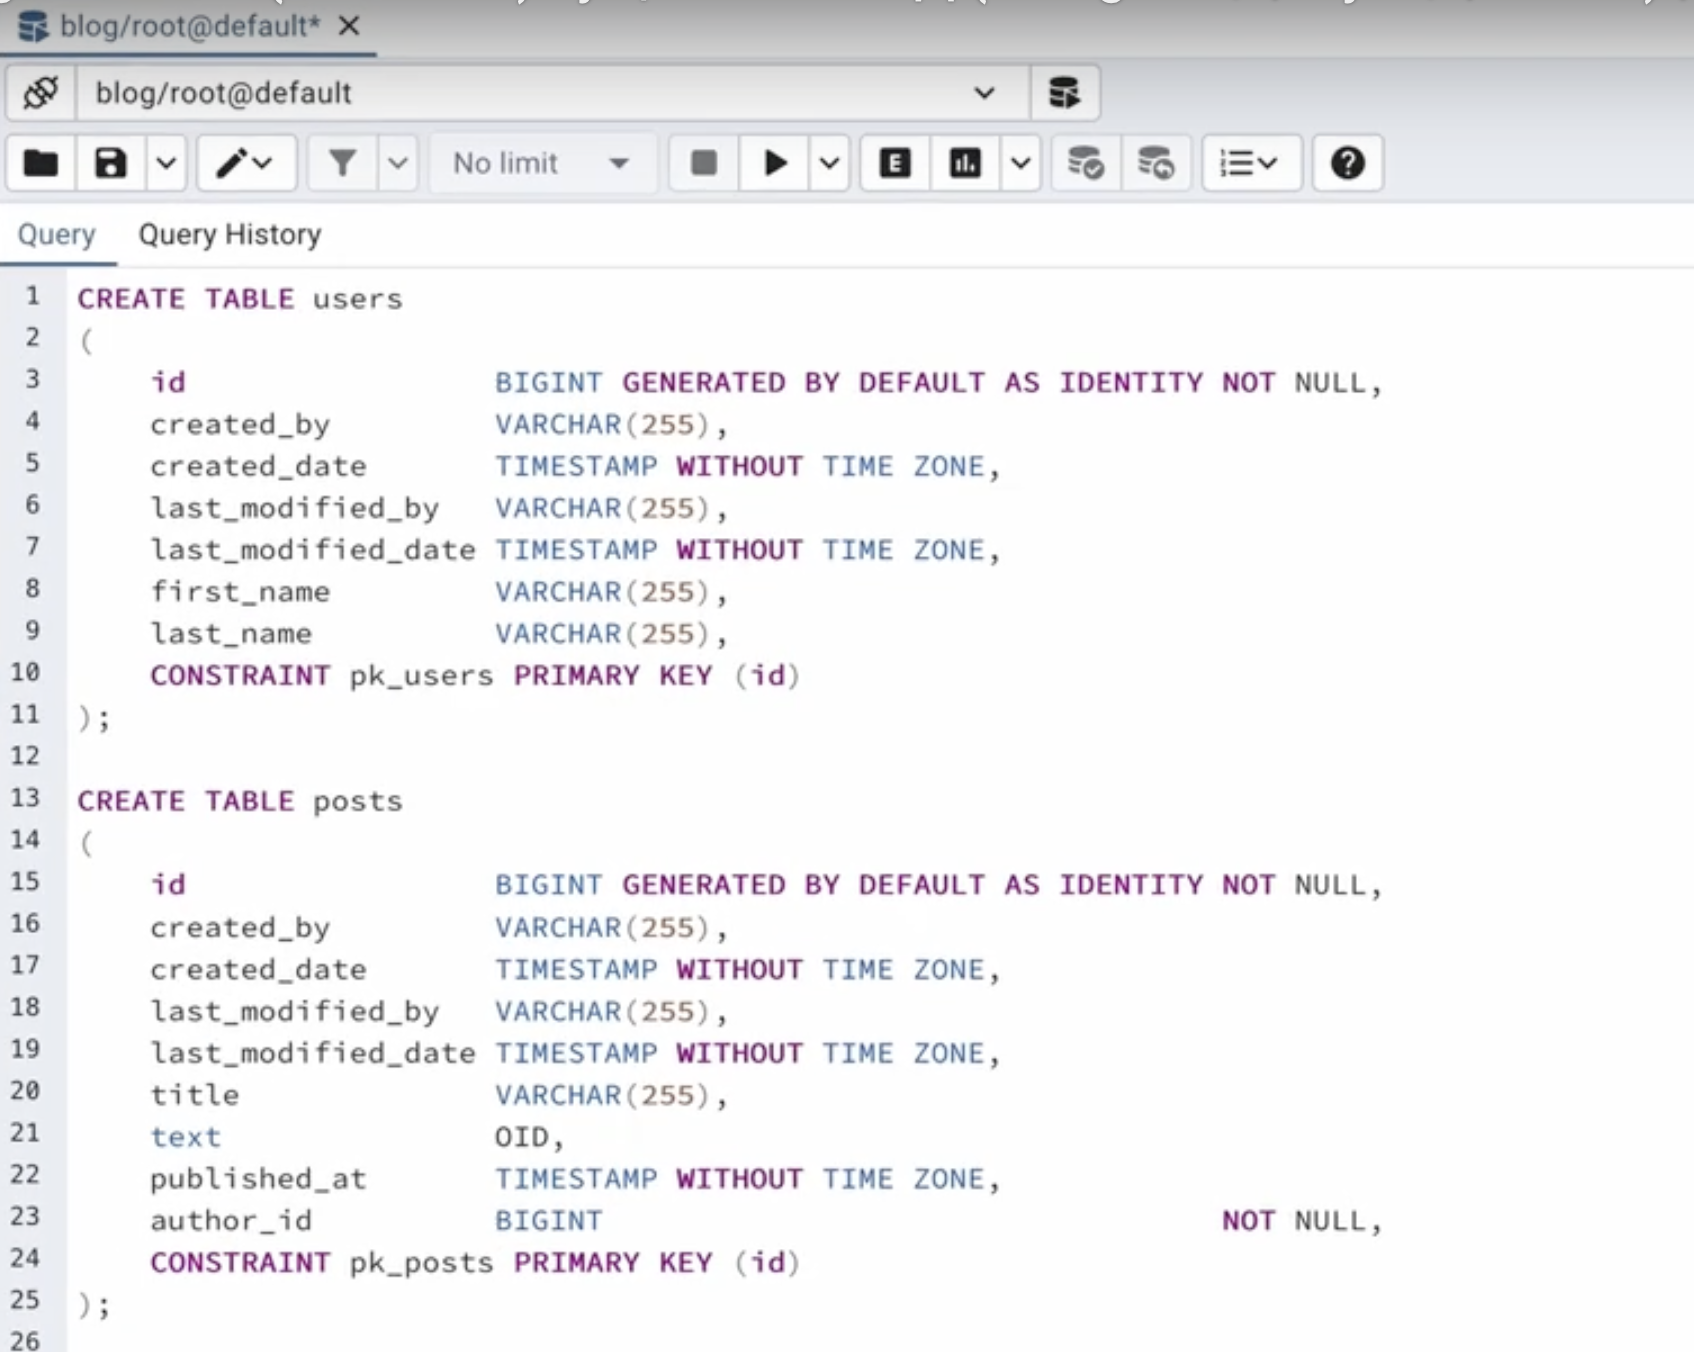 blog/root@default*
blog/root@default
No limit
Query Query History
1 CREATE TABLE users
2 (
3 id BIGINT GENERATED BY DEFAULT AS IDENTITY NOT NULL,
4 created_by VARCHAR(255),
5 created_date TIMESTAMP WITHOUT TIME ZONE,
6 last_modified_by VARCHAR(255),
7 last_modified_date TIMESTAMP WITHOUT TIME ZONE,
8 first_name VARCHAR(255),
9 last_name VARCHAR(255),
10 CONSTRAINT pk_users PRIMARY KEY (id)
11 );
12
13 CREATE TABLE posts
14 (
15 id BIGINT GENERATED BY DEFAULT AS IDENTITY NOT NULL,
16 created_by VARCHAR(255),
17 created_date TIMESTAMP WITHOUT TIME ZONE,
18 last_modified_by VARCHAR(255),
19 last_modified_date TIMESTAMP WITHOUT TIME ZONE,
20 title VARCHAR(255),
21 text OID,
22 published_at TIMESTAMP WITHOUT TIME ZONE,
23 author_id BIGINT NOT NULL,
24 CONSTRAINT pk_posts PRIMARY KEY (id)
25 );
26